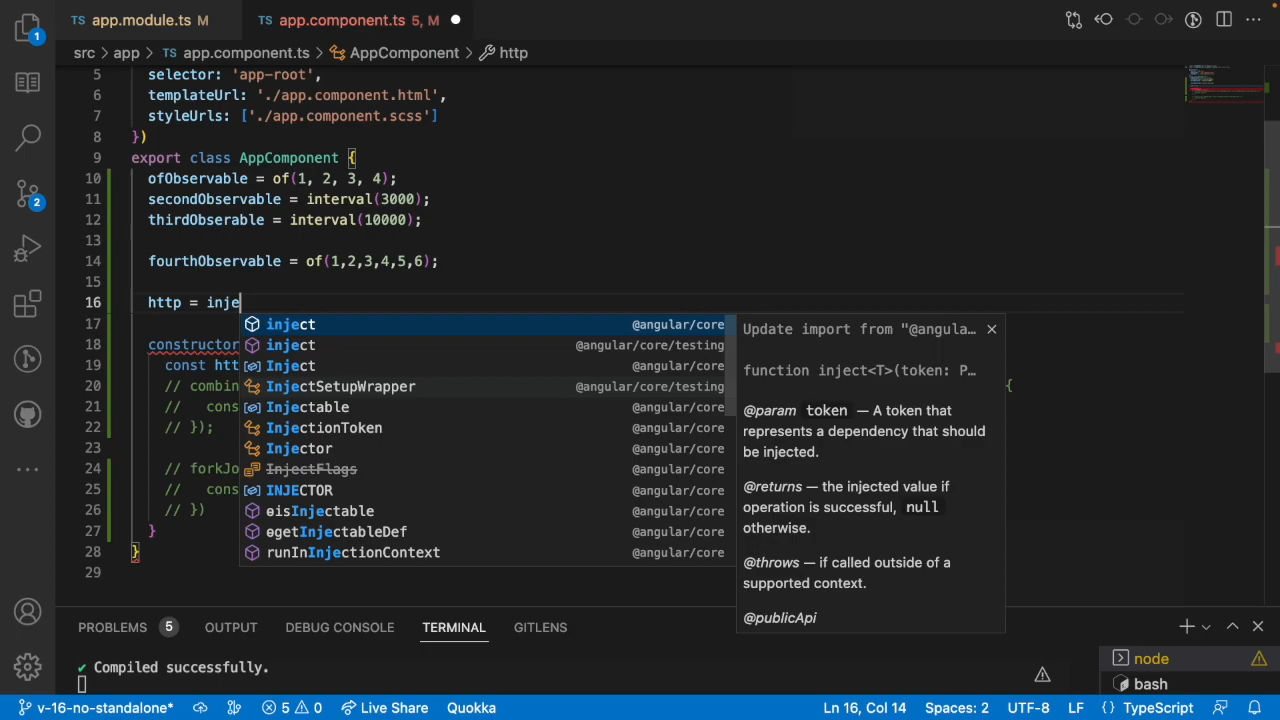 TS app.module.ts M
TS app.component.ts 5, M
1
src > app > TS app.component.ts > AppComponent > http
5 selector: 'app-root',
6 templateUrl: './app.component.html',
7 styleUrls: ['./app.component.scss']
8 })
9 export class AppComponent {
10 ofObservable = of(1, 2, 3, 4);
11 secondObservable = interval(3000);
12 thirdObserable = interval(10000);
13
14 fourthObservable = of(1,2,3,4,5,6);
15
16 http = inje
17
18 constructor
19 const htt
20 // combin {
21 // cons
22 // });
23
24 // forkJo
25 // cons
26 // })
27 }
28 }
29
2
inject @angular/core
inject @angular/core/testing
Inject @angular/core
InjectSetupWrapper @angular/core/testing
Injectable @angular/core
InjectionToken @angular/core
Injector @angular/core
InjectFlags @angular/core
INJECTOR @angular/core
ɵisInjectable @angular/core
ɵgetInjectableDef @angular/core
runInInjectionContext @angular/core
Update import from "@angula…
function inject<T>(token: P…
@param token — A token that
represents a dependency that should
be injected.
@returns — the injected value if
operation is successful, null
otherwise.
@throws — if called outside of a
supported context.
@publicApi
PROBLEMS 5 OUTPUT DEBUG CONSOLE TERMINAL GITLENS
✔ Compiled successfully.
node
bash
v-16-no-standalone* 5 0 Live Share Quokka Ln 16, Col 14 Spaces: 2 UTF-8 LF {} TypeScript